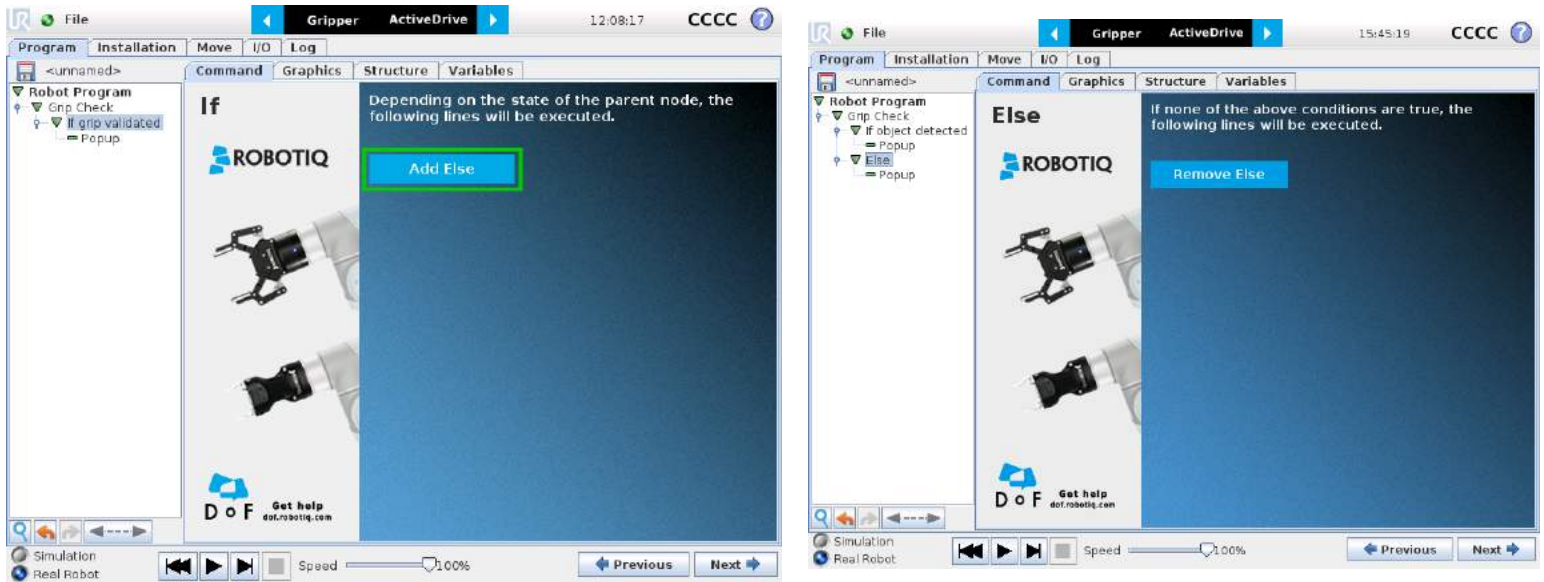 File
Gripper ActiveDrive
12:08:17
CCCC
?
Program Installation Move I/O Log
<unnamed>
Command Graphics Structure Variables
Robot Program
Grip Check
If grip validated
Popup
If
ROBOTIQ
DoF
Get help
dof.robotiq.com
Depending on the state of the parent node, the
following lines will be executed.
Add Else
Simulation
Real Robot
Speed 100%
Previous Next
File
Gripper ActiveDrive
15:45:19
CCCC
?
Program Installation Move I/O Log
<unnamed>
Command Graphics Structure Variables
Robot Program
Grip Check
If object detected
Popup
Else
Popup
Else
ROBOTIQ
DoF
Get help
dof.robotiq.com
If none of the above conditions are true, the
following lines will be executed.
Remove Else
Simulation
Real Robot
Speed 100%
Previous Next